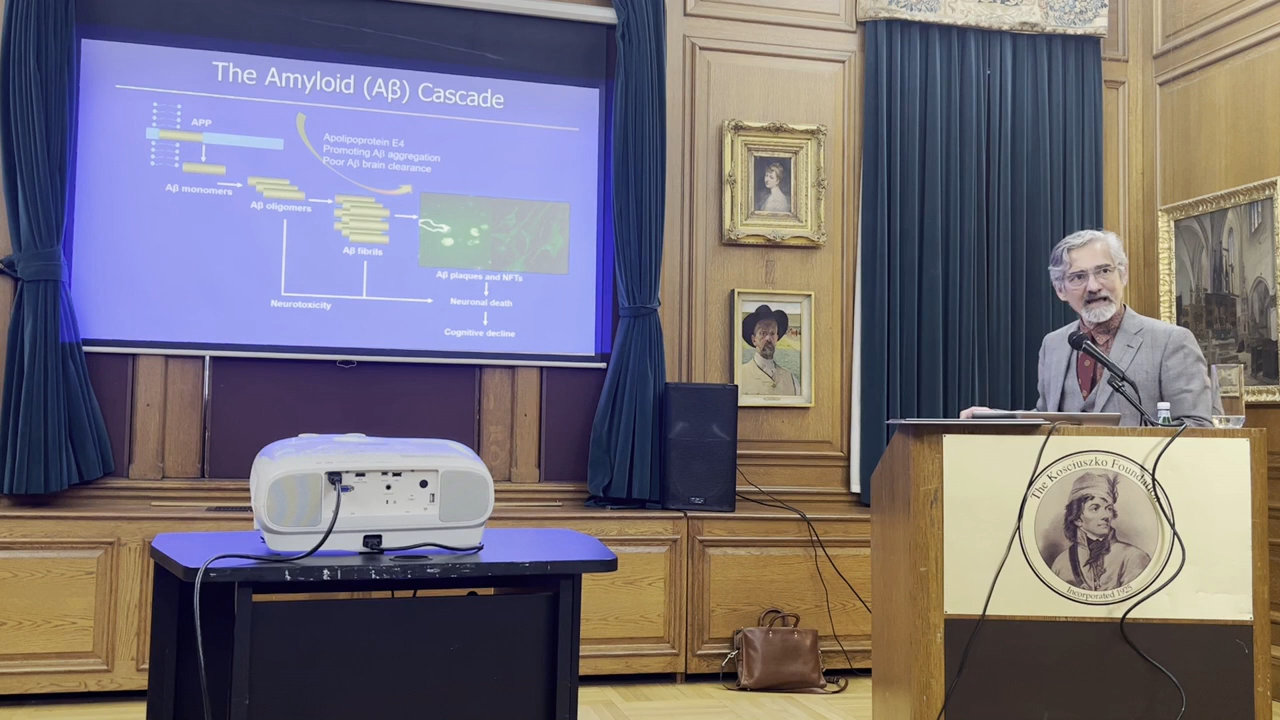 The Amyloid (Aβ) Cascade
APP
Apolipoprotein E4
Promoting Aβ aggregation
Poor Aβ brain clearance
Aβ monomers
Aβ oligomers
Aβ fibrils
Aβ plaques and NFTs
Neurotoxicity
Neuronal death
Cognitive decline
The Kosciuszko Foundation
Incorporated 1925